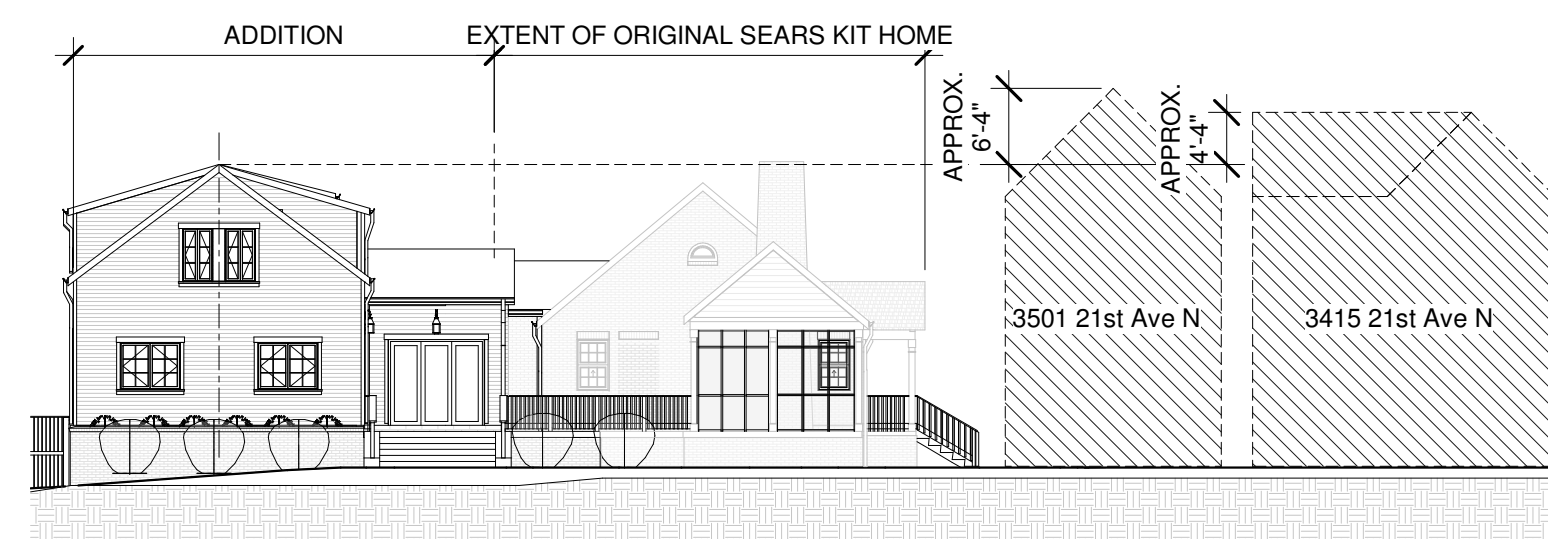 ADDITION
EXTENT OF ORIGINAL SEARS KIT HOME
APPROX.
6'-4"
APPROX.
4'-4"
3501 21st Ave N
3415 21st Ave N